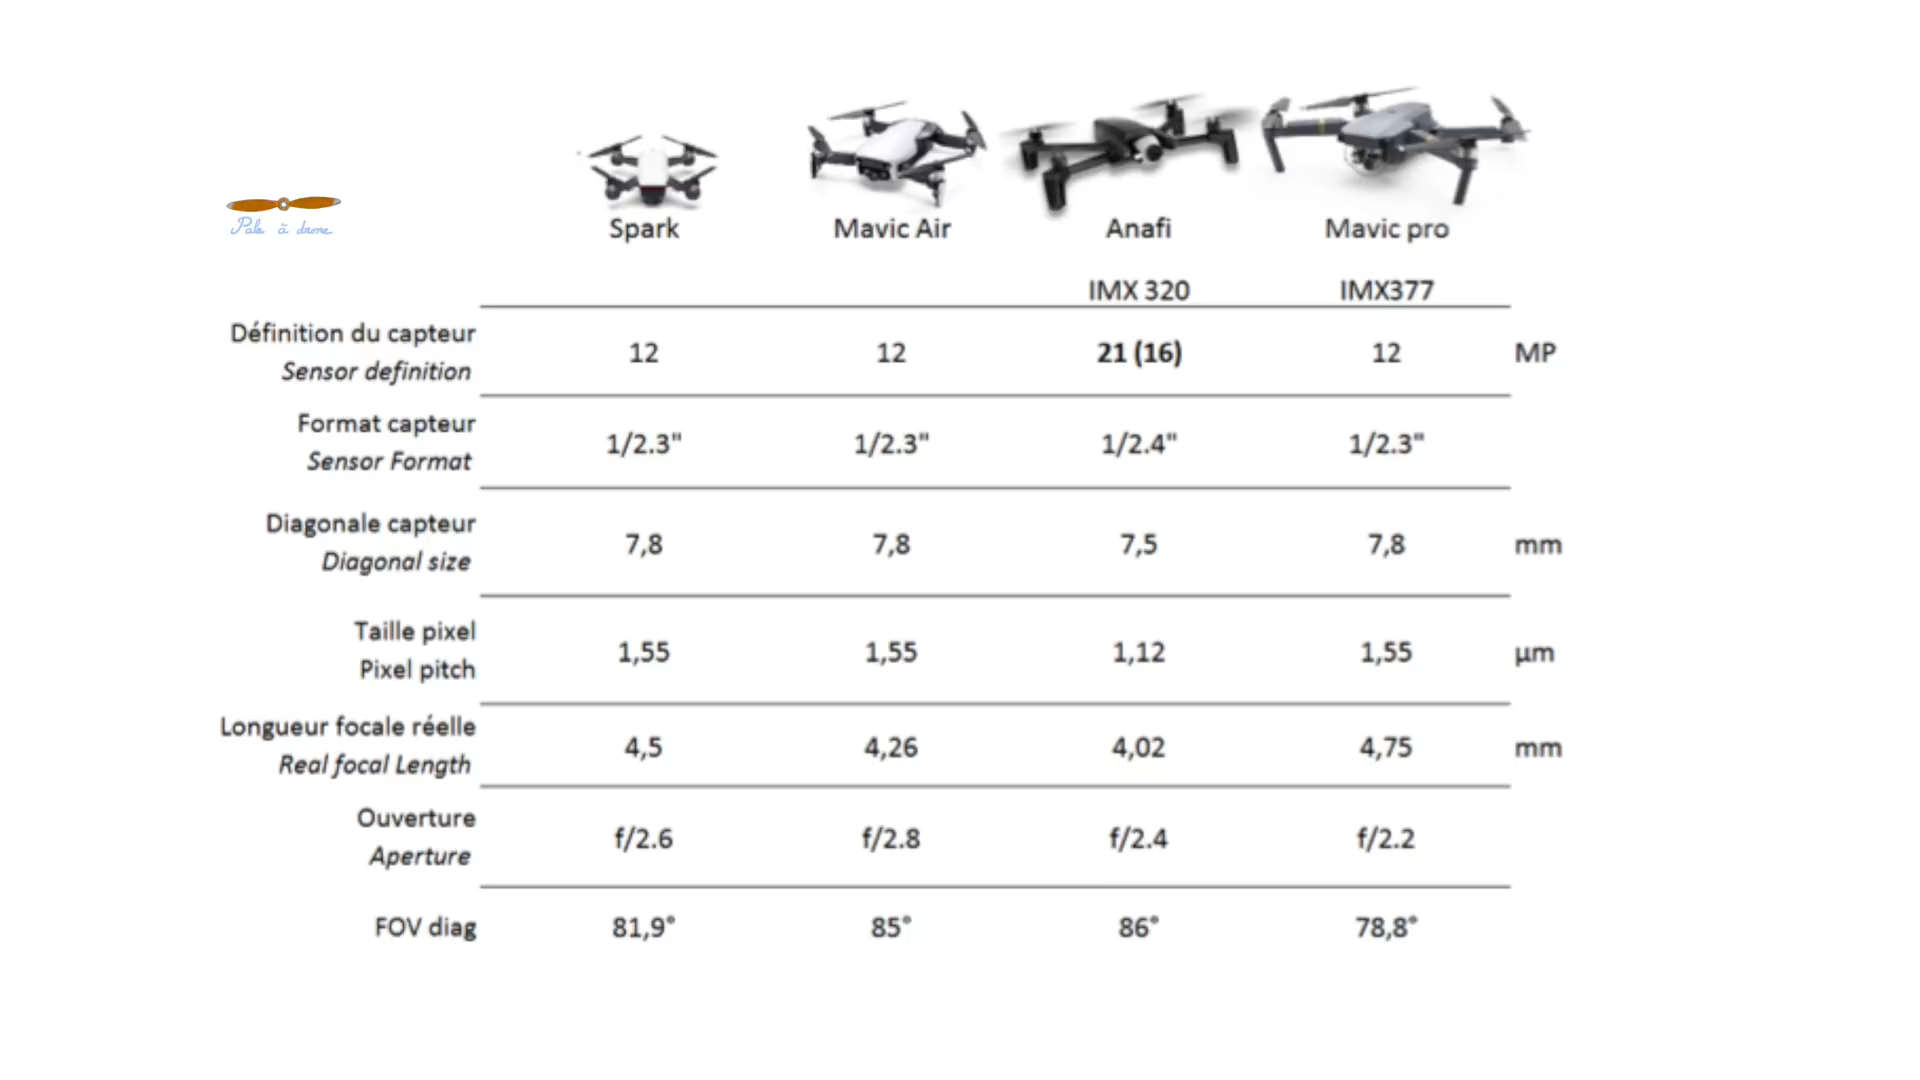 Pale à drone
Spark Mavic Air Anafi Mavic pro
IMX 320 IMX377
Définition du capteur
Sensor definition
12 12 21 (16) 12 MP
Format capteur
Sensor Format
1/2.3" 1/2.3" 1/2.4" 1/2.3"
Diagonale capteur
Diagonal size
7,8 7,8 7,5 7,8 mm
Taille pixel
Pixel pitch
1,55 1,55 1,12 1,55 µm
Longueur focale réelle
Real focal Length
4,5 4,26 4,02 4,75 mm
Ouverture
Aperture
f/2.6 f/2.8 f/2.4 f/2.2
FOV diag 81,9° 85° 86° 78,8°